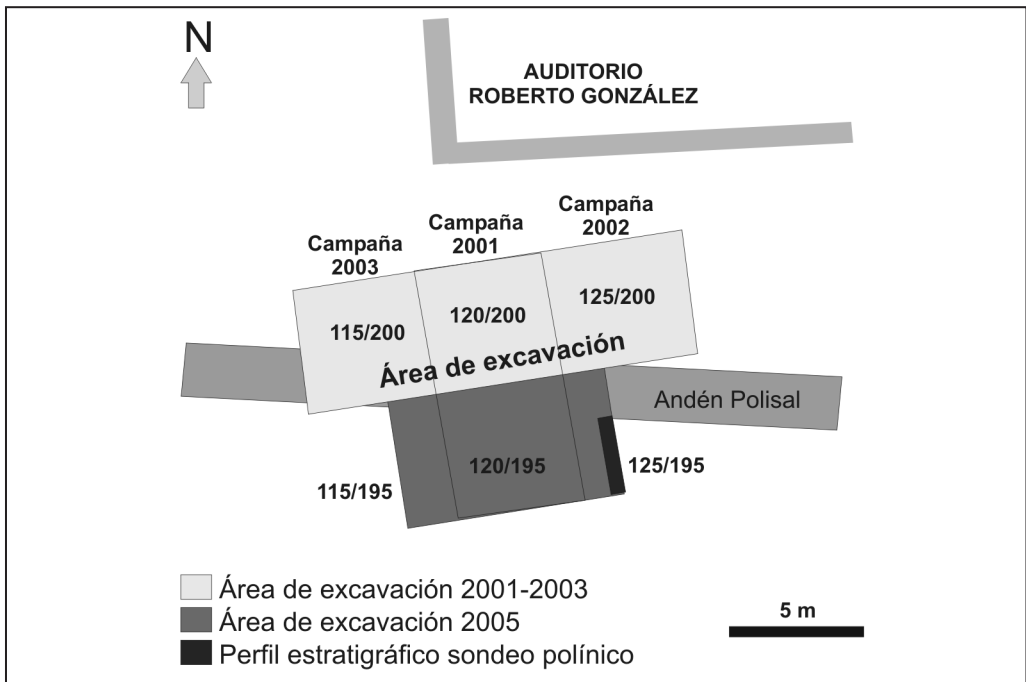 N
AUDITORIO
ROBERTO GONZÁLEZ
Campaña
2003
Campaña
2001
Campaña
2002
115/200
120/200
125/200
Área de excavación
Andén Polisal
115/195
120/195
125/195
Área de excavación 2001-2003
Área de excavación 2005
Perfil estratigráfico sondeo polínico
5 m